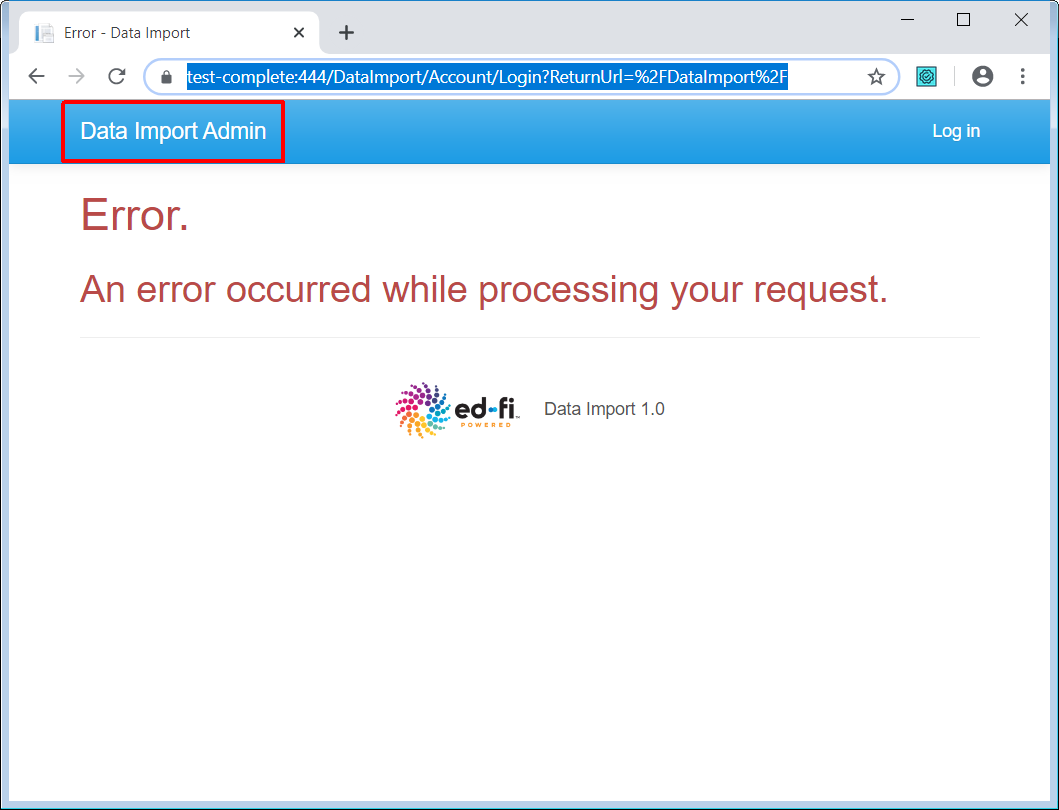 Error - Data Import
test-complete:444/DataImport/Account/Login?ReturnUrl=%2FDataImport%2F
Data Import Admin
Log in
Error.
An error occurred while processing your request.
ed-fi
POWERED
Data Import 1.0